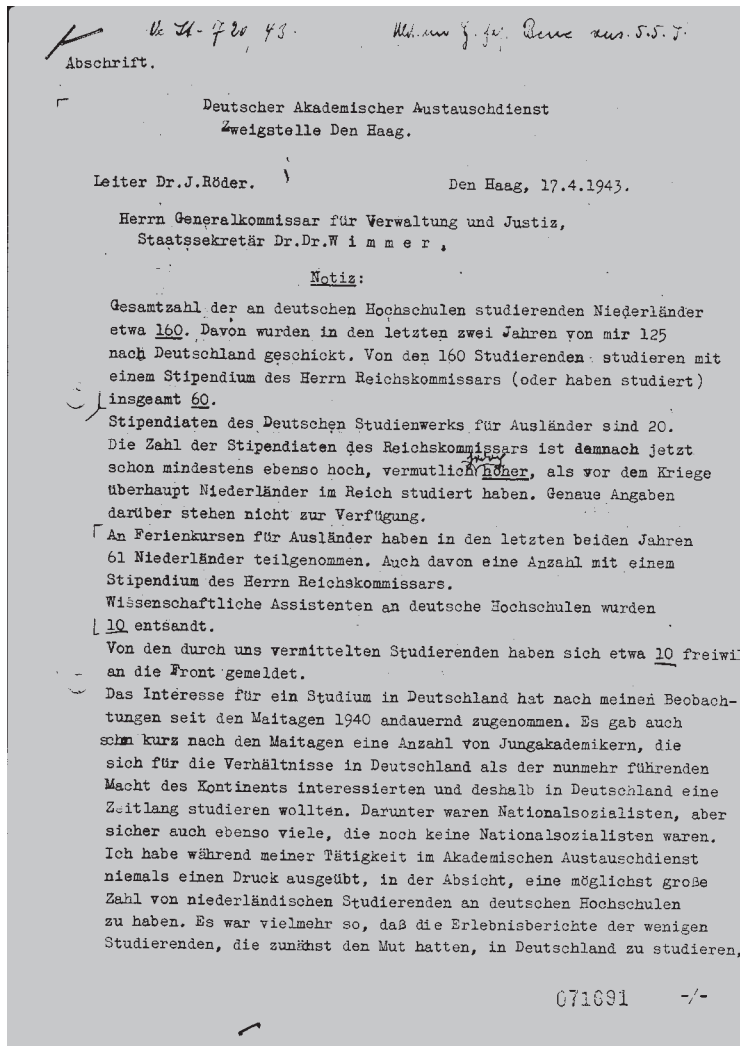 43.
Abschrift.
Deutscher Akademischer Austauschdienst
Zweigstelle Den Haag.
Leiter Dr.J.Röder. Den Haag, 17.4.1943.
Herrn Generalkommissar für Verwaltung und Justiz,
Staatssekretär Dr.Dr.W i m m e r .
Notiz:
Gesamtzahl der an deutschen Hochschulen studierenden Niederländer
etwa 160. Davon wurden in den letzten zwei Jahren von mir 125
nach Deutschland geschickt. Von den 160 Studierenden studieren mit
einem Stipendium des Herrn Reichskommissars (oder haben studiert)
insgeamt 60.
Stipendiaten des Deutschen Studienwerks für Ausländer sind 20.
Die Zahl der Stipendiaten des Reichskommissars ist demnach jetzt
schon mindestens ebenso hoch, vermutlich höher, als vor dem Kriege
überhaupt Niederländer im Reich studiert haben. Genaue Angaben
darüber stehen nicht zur Verfügung.
An Ferienkursen für Ausländer haben in den letzten beiden Jahren
61 Niederländer teilgenommen. Auch davon eine Anzahl mit einem
Stipendium des Herrn Reichskommissars.
Wissenschaftliche Assistenten an deutsche Hochschulen wurden
10 entsandt.
Von den durch uns vermittelten Studierenden haben sich etwa 10 freiwil
an die Front gemeldet.
Das Interesse für ein Studium in Deutschland hat nach meinen Beobach-
tungen seit den Maitagen 1940 andauernd zugenommen. Es gab auch
schn kurz nach den Maitagen eine Anzahl von Jungakademikern, die
sich für die Verhältnisse in Deutschland als der nunmehr führenden
Macht des Kontinents interessierten und deshalb in Deutschland eine
Zeitlang studieren wollten. Darunter waren Nationalsozialisten, aber
sicher auch ebenso viele, die noch keine Nationalsozialisten waren.
Ich habe während meiner Tätigkeit im Akademischen Austauschdienst
niemals einen Druck ausgeübt, in der Absicht, eine möglichst große
Zahl von niederländischen Studierenden an deutschen Hochschulen
zu haben. Es war vielmehr so, daß die Erlebnisberichte der wenigen
Studierenden, die zunächst den Mut hatten, in Deutschland zu studieren,
071691 -/-